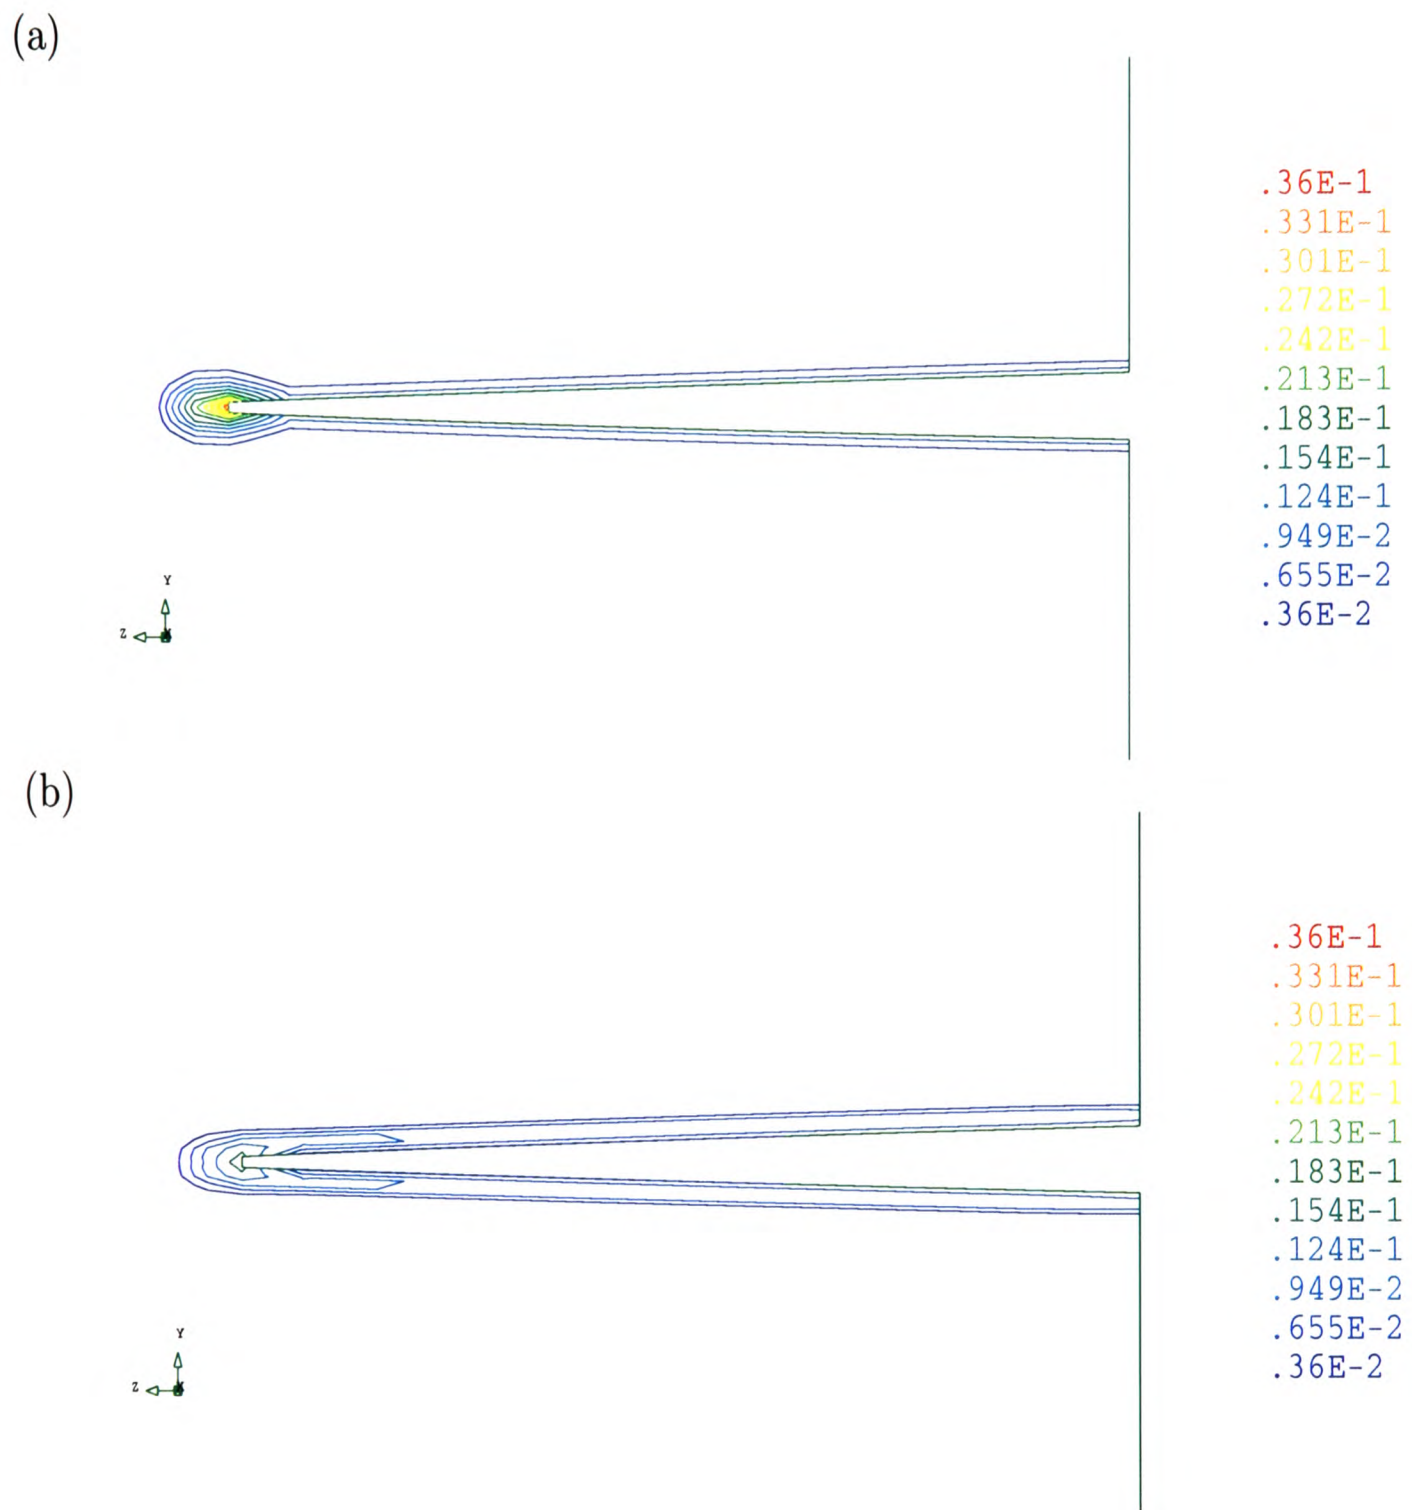 (a)
.36E-1
.331E-1
.301E-1
.272E-1
.242E-1
.213E-1
.183E-1
.154E-1
.124E-1
.949E-2
.655E-2
.36E-2
Y
Z
X
(b)
.36E-1
.331E-1
.301E-1
.272E-1
.242E-1
.213E-1
.183E-1
.154E-1
.124E-1
.949E-2
.655E-2
.36E-2
Y
Z
X